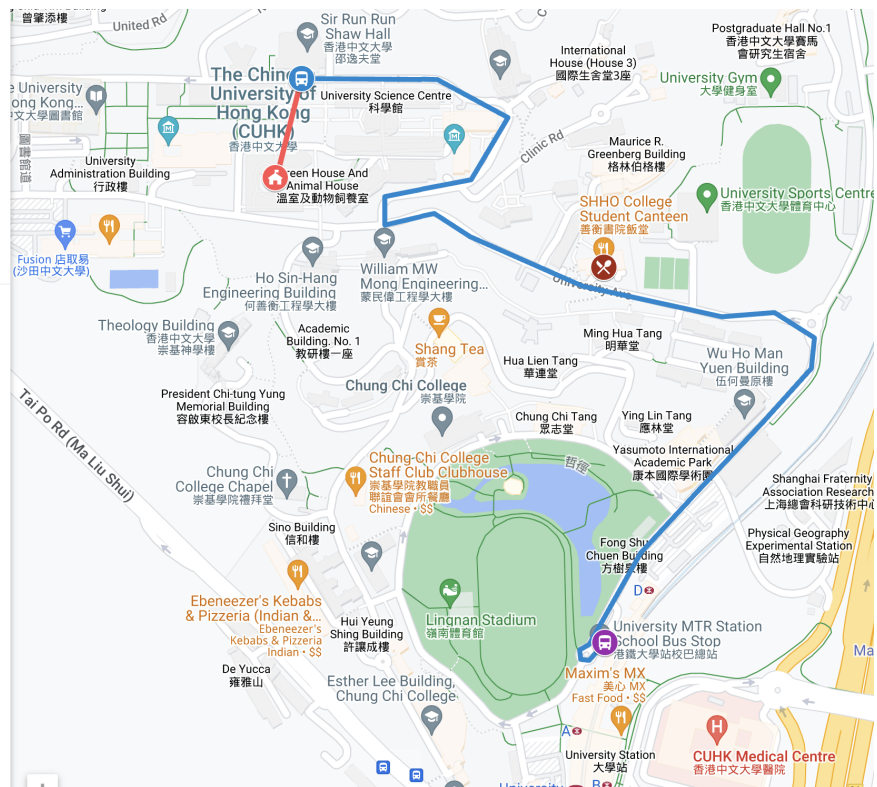 曾肇添樓
United Rd
Sir Run Run
Shaw Hall
香港中文大學
邵逸夫堂
Postgraduate Hall No.1
香港中文大學賽馬
會研究生宿舍
International
House (House 3)
國際生舍堂3座
The Chin
University of
Hong Kong
(CUHK)
香港中文大學
University Gym
大學健身室
University
ong Kong...
中文大學圖書館
University Science Centre
科學館
圖書館道
Clinic Rd
Maurice R.
Greenberg Building
格林伯格樓
University
Administration Building
行政樓
een House And
Animal House
溫室及動物飼養室
University Sports Centre
香港中文大學體育中心
SHHO College
Student Canteen
善衡書院飯堂
Fusion 店取易
(沙田中文大學)
Ho Sin-Hang
Engineering Building
何善衡工程學大樓
William MW
Mong Engineering...
蒙民偉工程學大樓
University Ave
Theology Building
香港中文大學
崇基神學樓
Academic
Building. No. 1
教研樓一座
Shang Tea
賞茶
Ming Hua Tang
明華堂
Hua Lien Tang
華連堂
Wu Ho Man
Yuen Building
伍何曼原樓
Chung Chi College
崇基學院
President Chi-tung Yung
Memorial Building
容啟東校長紀念樓
Tai Po Rd (Ma Liu Shui)
Chung Chi Tang
眾志堂
Ying Lin Tang
應林堂
Yasumoto International
Academic Park
康本國際學術園
Chung Chi
College Chapel
崇基學院禮拜堂
Chung Chi College
Staff Club Clubhouse
崇基學院教職員
聯誼會會所餐廳
Chinese · $$
哲徑
Shanghai Fraternity
Association Research
上海總會科研技術中心
Sino Building
信和樓
Fong Shu
Chuen Building
方樹泉樓
Physical Geography
Experimental Station
自然地理實驗站
D
Ebeneezer's Kebabs
& Pizzeria (Indian &...
Ebeneezer's
Kebabs & Pizzeria
Indian · $$
Hui Yeung
Shing Building
許讓成樓
Lingnan Stadium
嶺南體育館
University MTR Station
School Bus Stop
港鐵大學站校巴總站
Ma
De Yucca
雍雅山
Esther Lee Building,
Chung Chi College
Maxim's MX
美心 MX
Fast Food · $$
A
University Station
大學站
H
CUHK Medical Centre
香港中文大學醫院
University
B